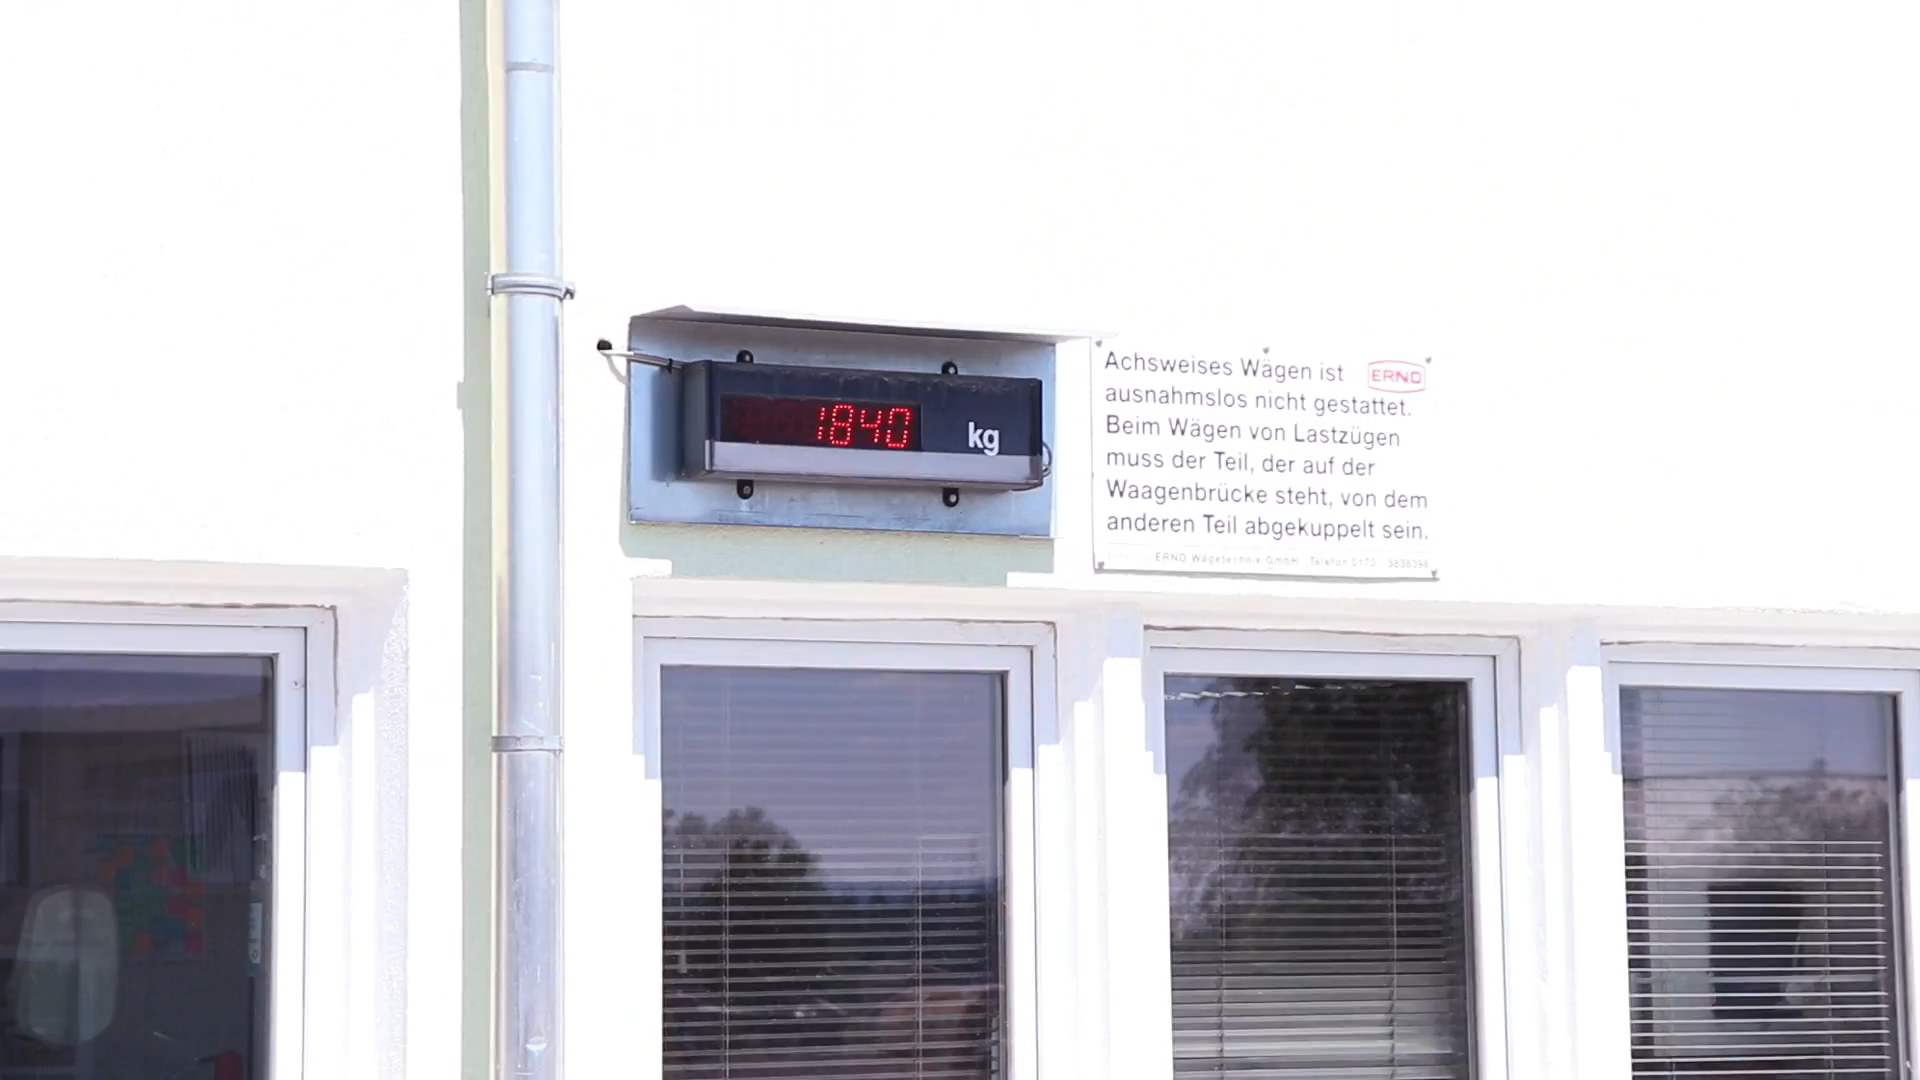 1840 kg
Achsweises Wägen ist ERND
ausnahmslos nicht gestattet.
Beim Wägen von Lastzügen
muss der Teil, der auf der
Waagenbrücke steht, von dem
anderen Teil abgekuppelt sein.
ERND Wägetechnik GmbH Telefon